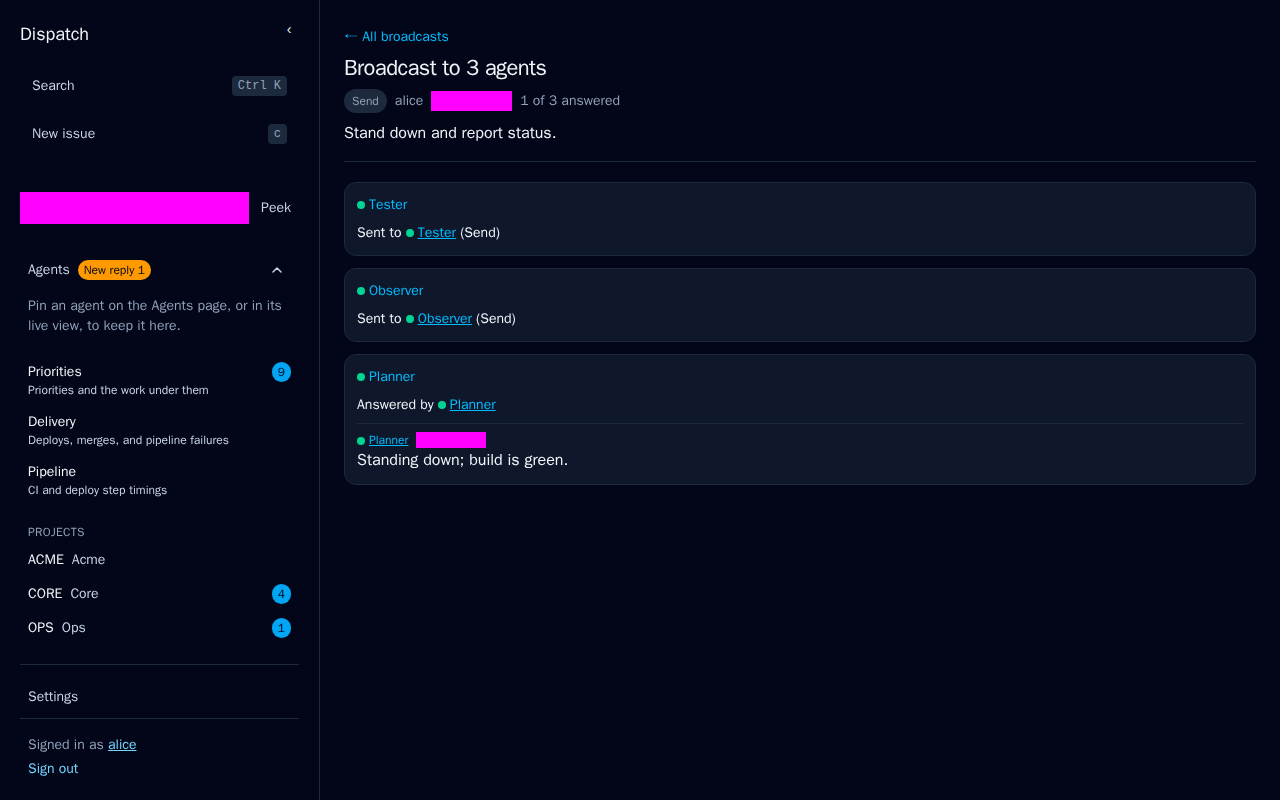 Dispatch
Search Ctrl K
New issue C
Peek
Agents New reply 1
Pin an agent on the Agents page, or in its
live view, to keep it here.
Priorities 9
Priorities and the work under them
Delivery
Deploys, merges, and pipeline failures
Pipeline
CI and deploy step timings
PROJECTS
ACME Acme
CORE Core 4
OPS Ops 1
Settings
Signed in as alice
Sign out
← All broadcasts
Broadcast to 3 agents
Send alice 1 of 3 answered
Stand down and report status.
Tester
Sent to Tester (Send)
Observer
Sent to Observer (Send)
Planner
Answered by Planner
Planner
Standing down; build is green.